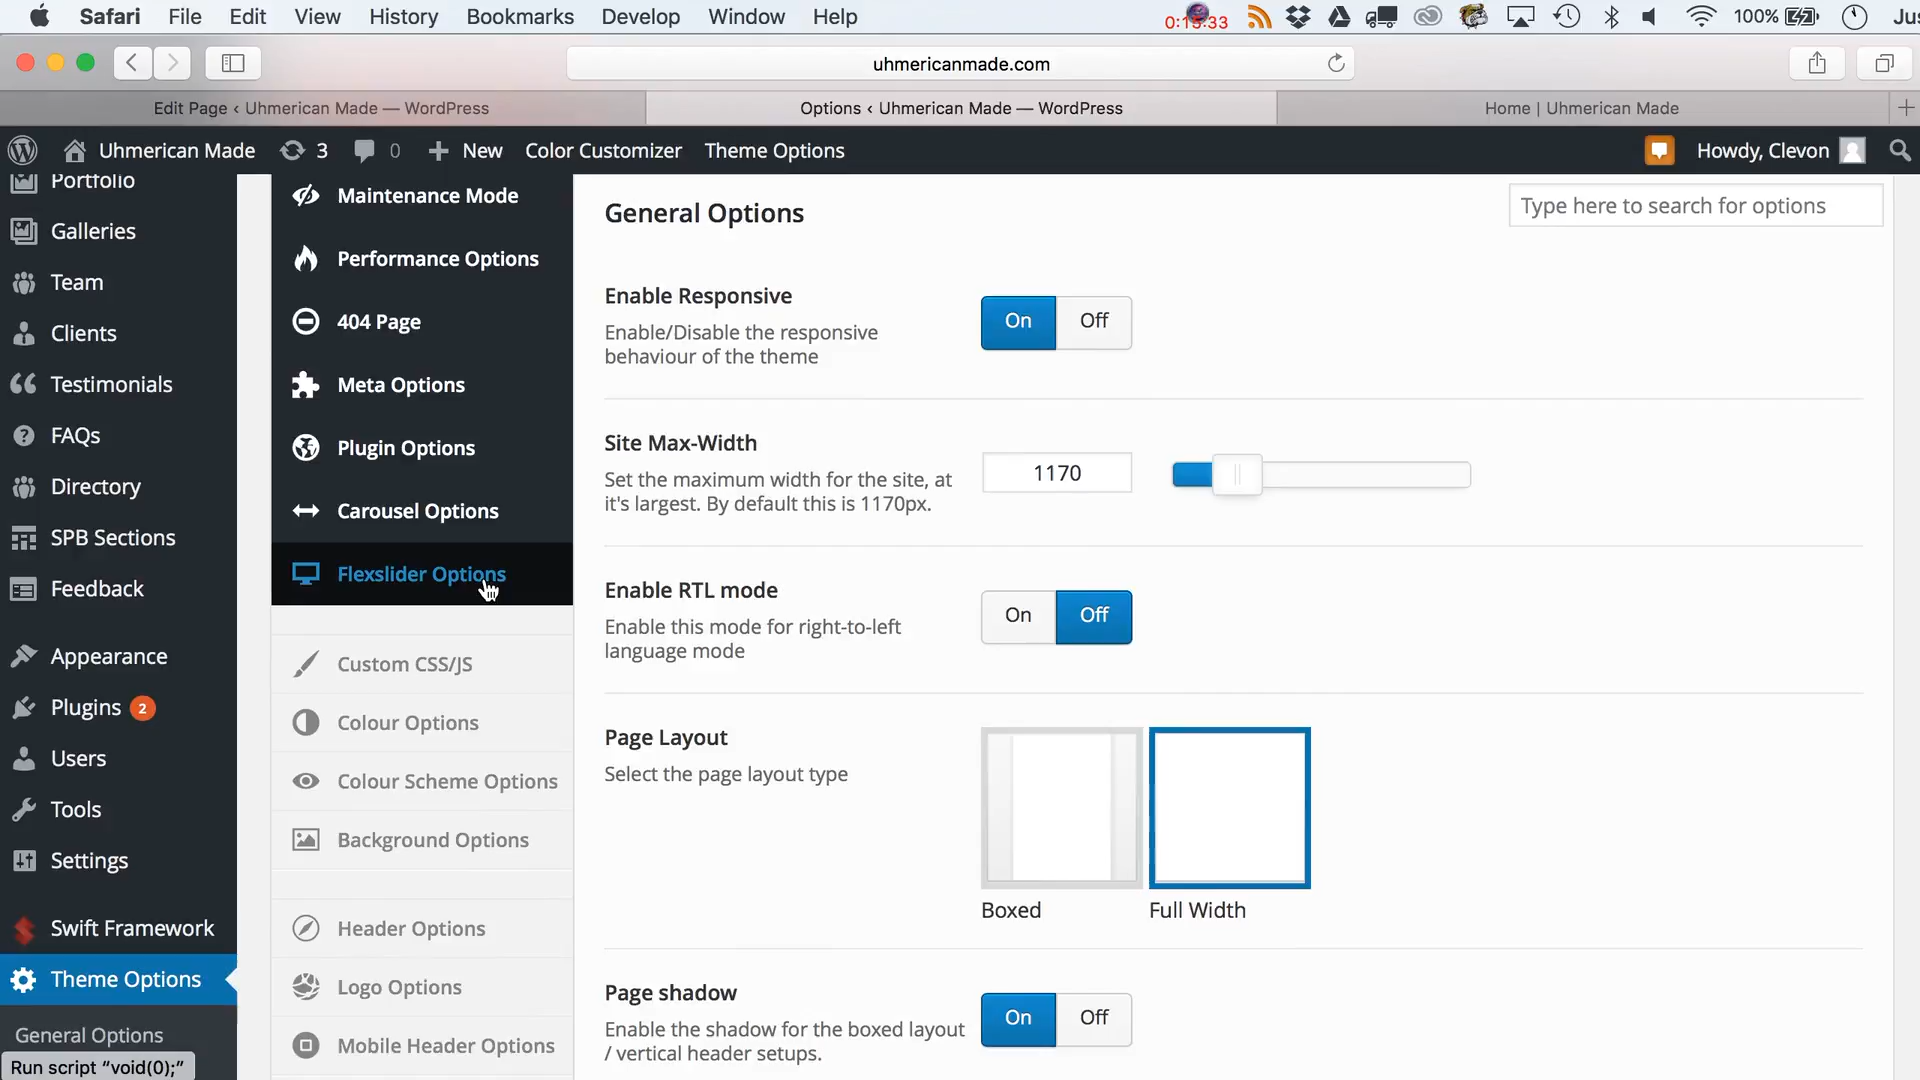 Safari File Edit View History Bookmarks Develop Window Help 0:15:33 100% Jus
uhmericanmade.com
Edit Page ‹ Uhmerican Made — WordPress
Options ‹ Uhmerican Made — WordPress
Home | Uhmerican Made
Uhmerican Made 3 0 New Color Customizer Theme Options Howdy, Clevon
Portfolio
Galleries
Team
Clients
Testimonials
FAQs
Directory
SPB Sections
Feedback
Appearance
Plugins 2
Users
Tools
Settings
Swift Framework
Theme Options
General Options
Run script “void(0);”
Maintenance Mode
Performance Options
404 Page
Meta Options
Plugin Options
Carousel Options
Flexslider Options
Custom CSS/JS
Colour Options
Colour Scheme Options
Background Options
Header Options
Logo Options
Mobile Header Options
General Options
Type here to search for options
Enable Responsive
Enable/Disable the responsive
behaviour of the theme
On Off
Site Max-Width
Set the maximum width for the site, at
it's largest. By default this is 1170px.
1170
Enable RTL mode
Enable this mode for right-to-left
language mode
On Off
Page Layout
Select the page layout type
Boxed Full Width
Page shadow
Enable the shadow for the boxed layout
/ vertical header setups.
On Off